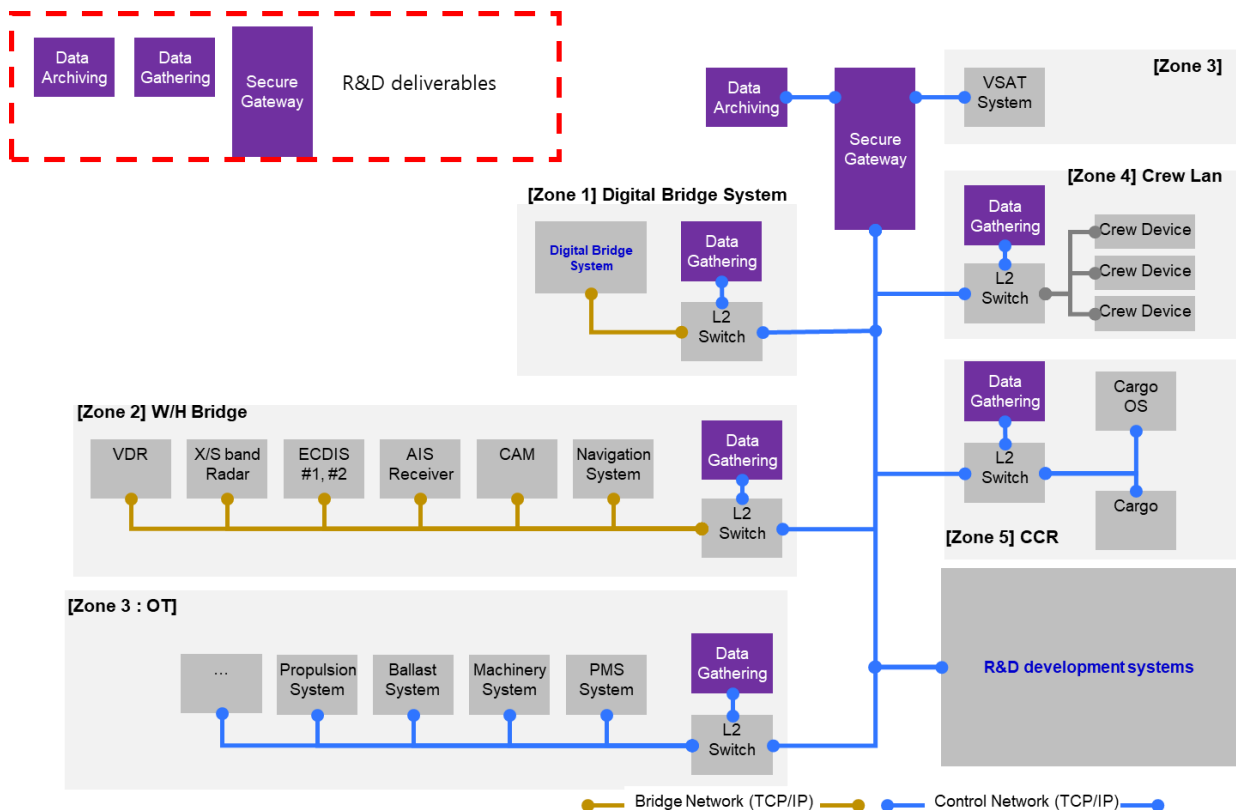 Data
Archiving
Data
Gathering
Secure
Gateway
R&D deliverables
Data
Archiving
Secure
Gateway
[Zone 3]
VSAT
System
[Zone 4] Crew Lan
Data
Gathering
L2
Switch
Crew Device
Crew Device
Crew Device
[Zone 1] Digital Bridge System
Digital Bridge
System
Data
Gathering
L2
Switch
Data
Gathering
L2
Switch
Cargo
OS
Cargo
[Zone 5] CCR
[Zone 2] W/H Bridge
VDR
X/S band
Radar
ECDIS
#1, #2
AIS
Receiver
CAM
Navigation
System
Data
Gathering
L2
Switch
[Zone 3 : OT]
...
Propulsion
System
Ballast
System
Machinery
System
PMS
System
Data
Gathering
L2
Switch
R&D development systems
Bridge Network (TCP/IP)
Control Network (TCP/IP)